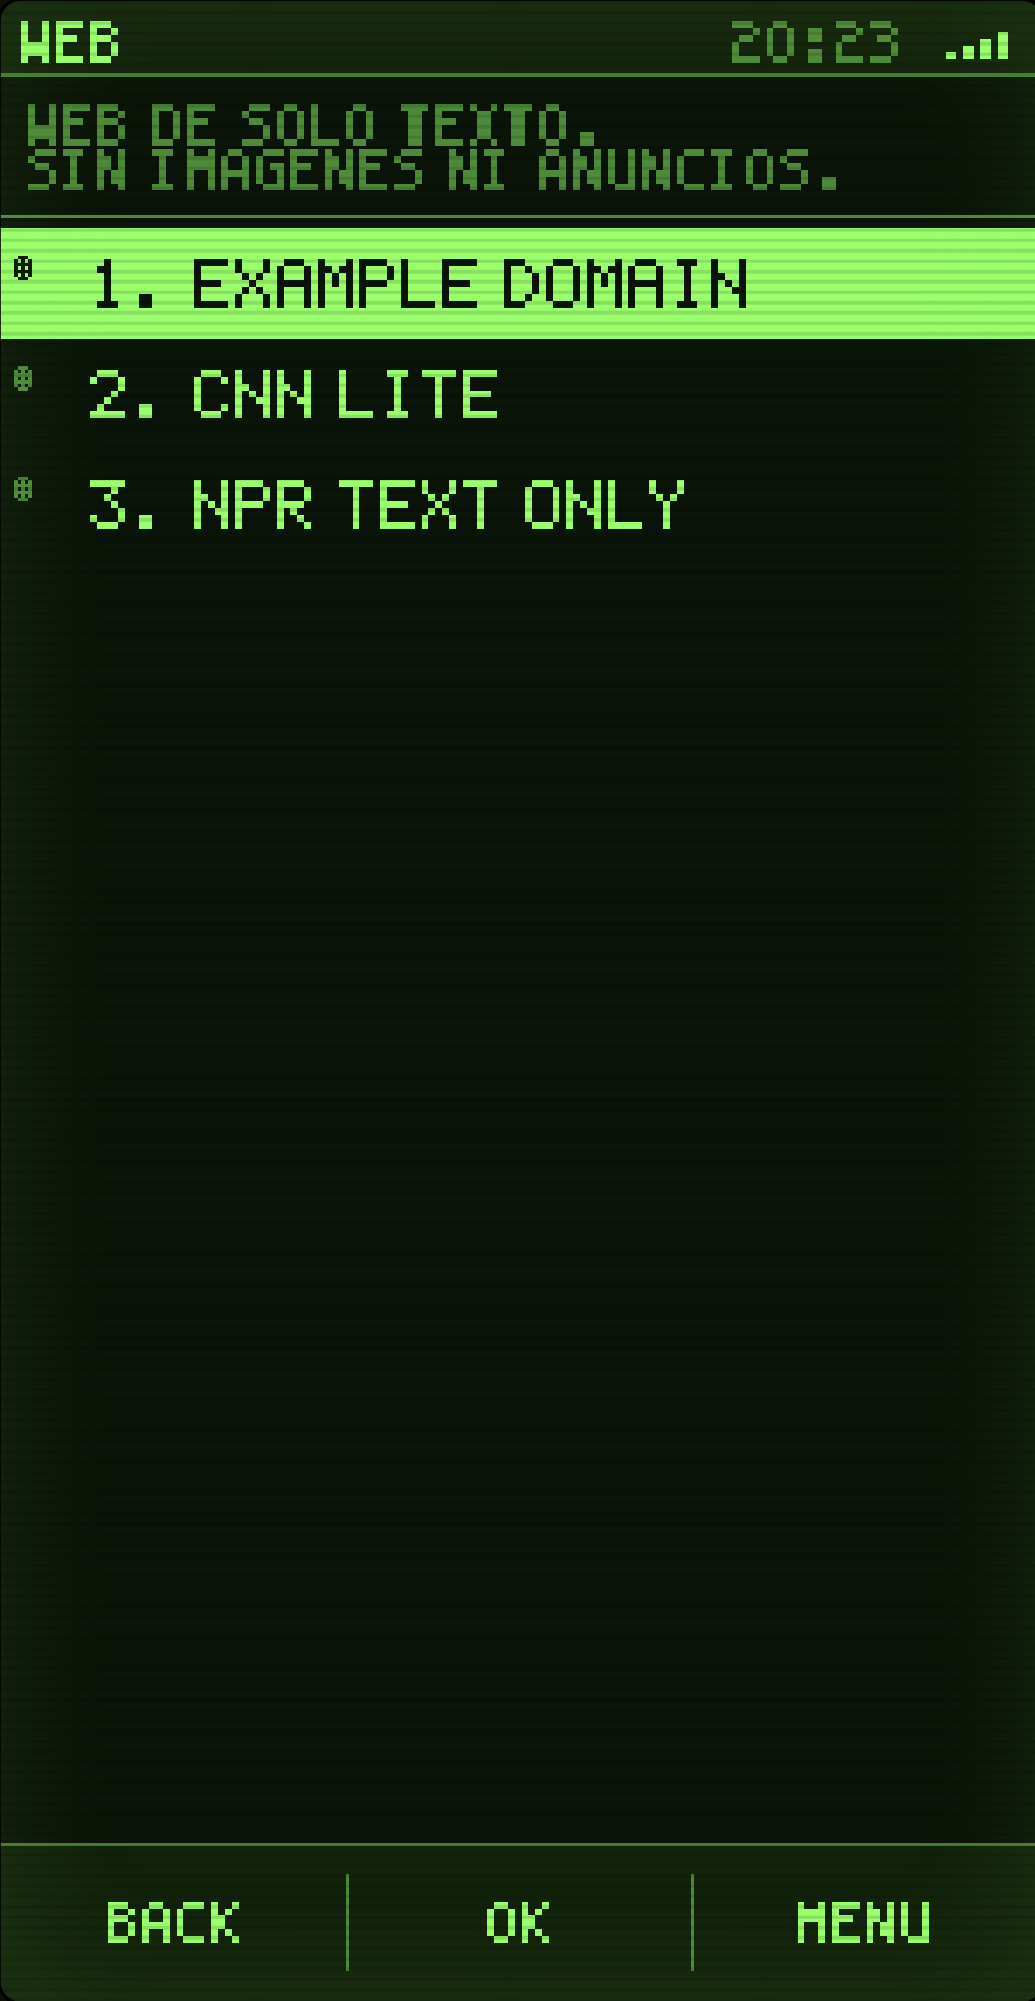 WEB 20:23
WEB DE SOLO TEXTO.
SIN IMAGENES NI ANUNCIOS.
1. EXAMPLE DOMAIN
2. CNN LITE
3. NPR TEXT ONLY
BACK OK MENU